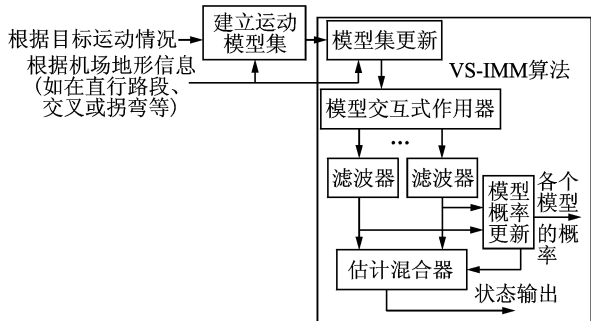 根据目标运动情况
建立运动
模型集
模型集更新
根据机场地形信息
(如在直行路段、
交叉或拐弯等)
VS-IMM算法
模型交互式作用器
…
滤波器
滤波器
模型
概率
更新
各个
模型
的概
率
估计混合器
状态输出